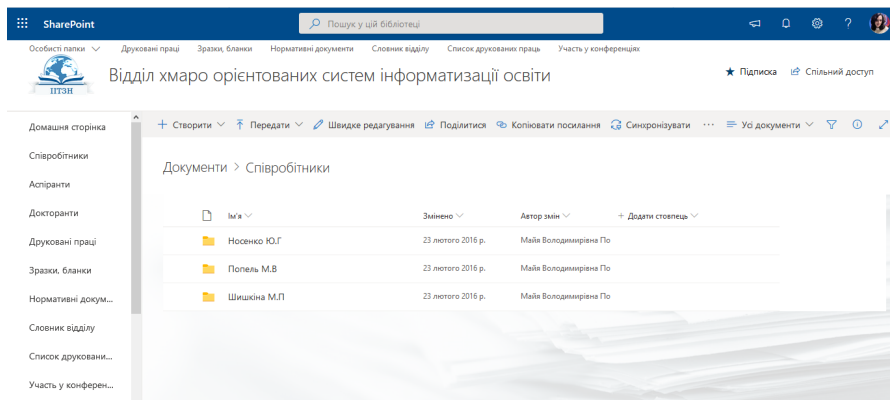 SharePoint
Пошук у цій бібліотеці
?
Особисті папки Друковані праці Зразки, бланки Нормативні документи Словник відділу Список друкованих праць Участь у конференціях
ІІТЗН
Відділ хмаро орієнтованих систем інформатизації освіти
Підписка Спільний доступ
+ Створити Передати Швидке редагування Поділитися Копіювати посилання Синхронізувати ··· Усі документи
Домашня сторінка
Співробітники
Аспіранти
Докторанти
Друковані праці
Зразки, бланки
Нормативні докум...
Словник відділу
Список друковани...
Участь у конферен...
Документи > Співробітники
Ім'я Змінено Автор змін + Додати стовпець
Носенко Ю.Г 23 лютого 2016 р. Майя Володимирівна По
Попель М.В 23 лютого 2016 р. Майя Володимирівна По
Шишкіна М.П 23 лютого 2016 р. Майя Володимирівна По